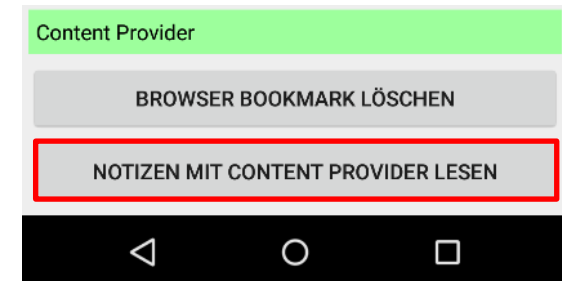 Content Provider
BROWSER BOOKMARK LÖSCHEN
NOTIZEN MIT CONTENT PROVIDER LESEN